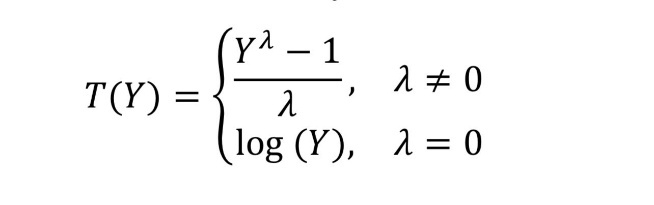 T(Y) = { (Y^λ − 1)/λ, λ ≠ 0
log (Y), λ = 0